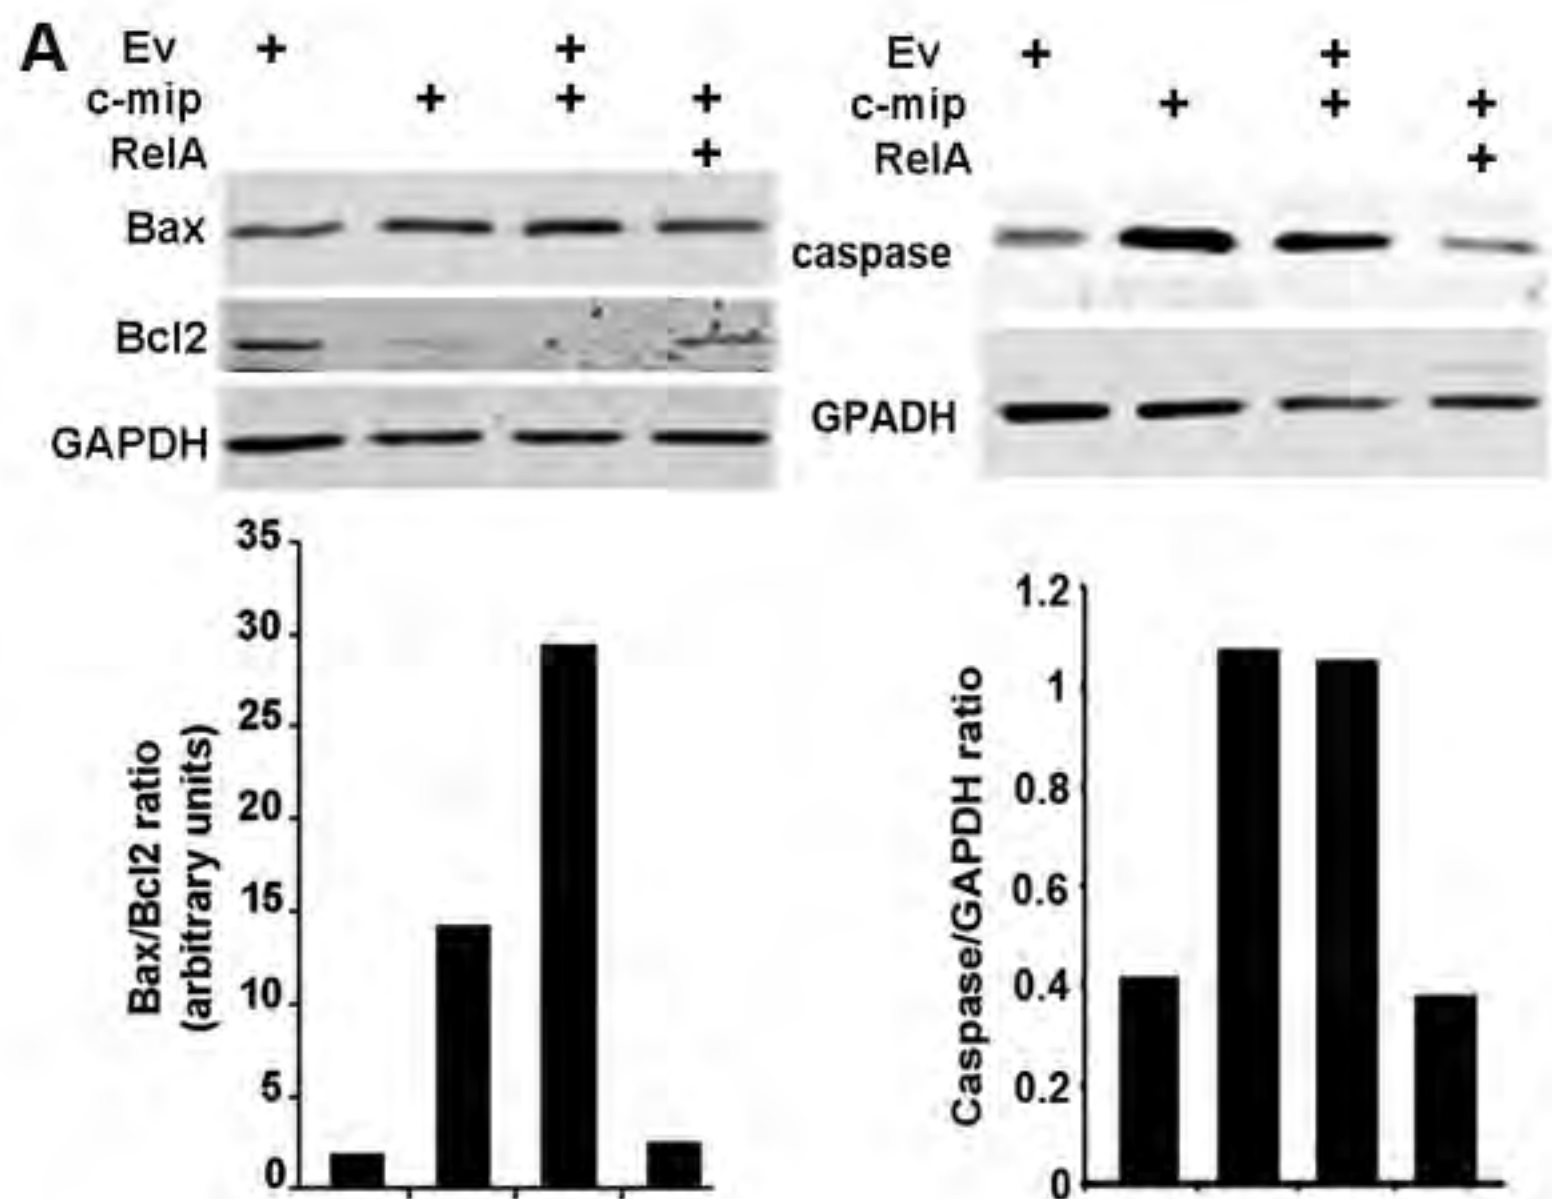 A
Ev + +
c-mip + + +
RelA +
Bax
Bcl2
GAPDH
35
30
25
20
15
10
5
0
Bax/Bcl2 ratio
(arbitrary units)
Ev + +
c-mip + + +
RelA +
caspase
GPADH
1.2
1
0.8
0.6
0.4
0.2
0
Caspase/GAPDH ratio